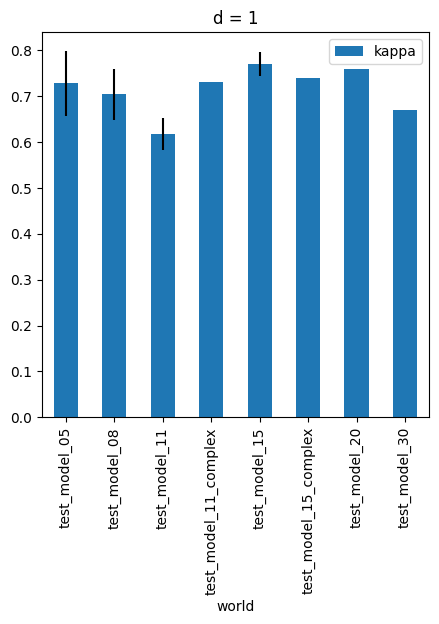 d = 1
kappa
0.8
0.7
0.6
0.5
0.4
0.3
0.2
0.1
0.0
test_model_05
test_model_08
test_model_11
test_model_11_complex
test_model_15
test_model_15_complex
test_model_20
test_model_30
world